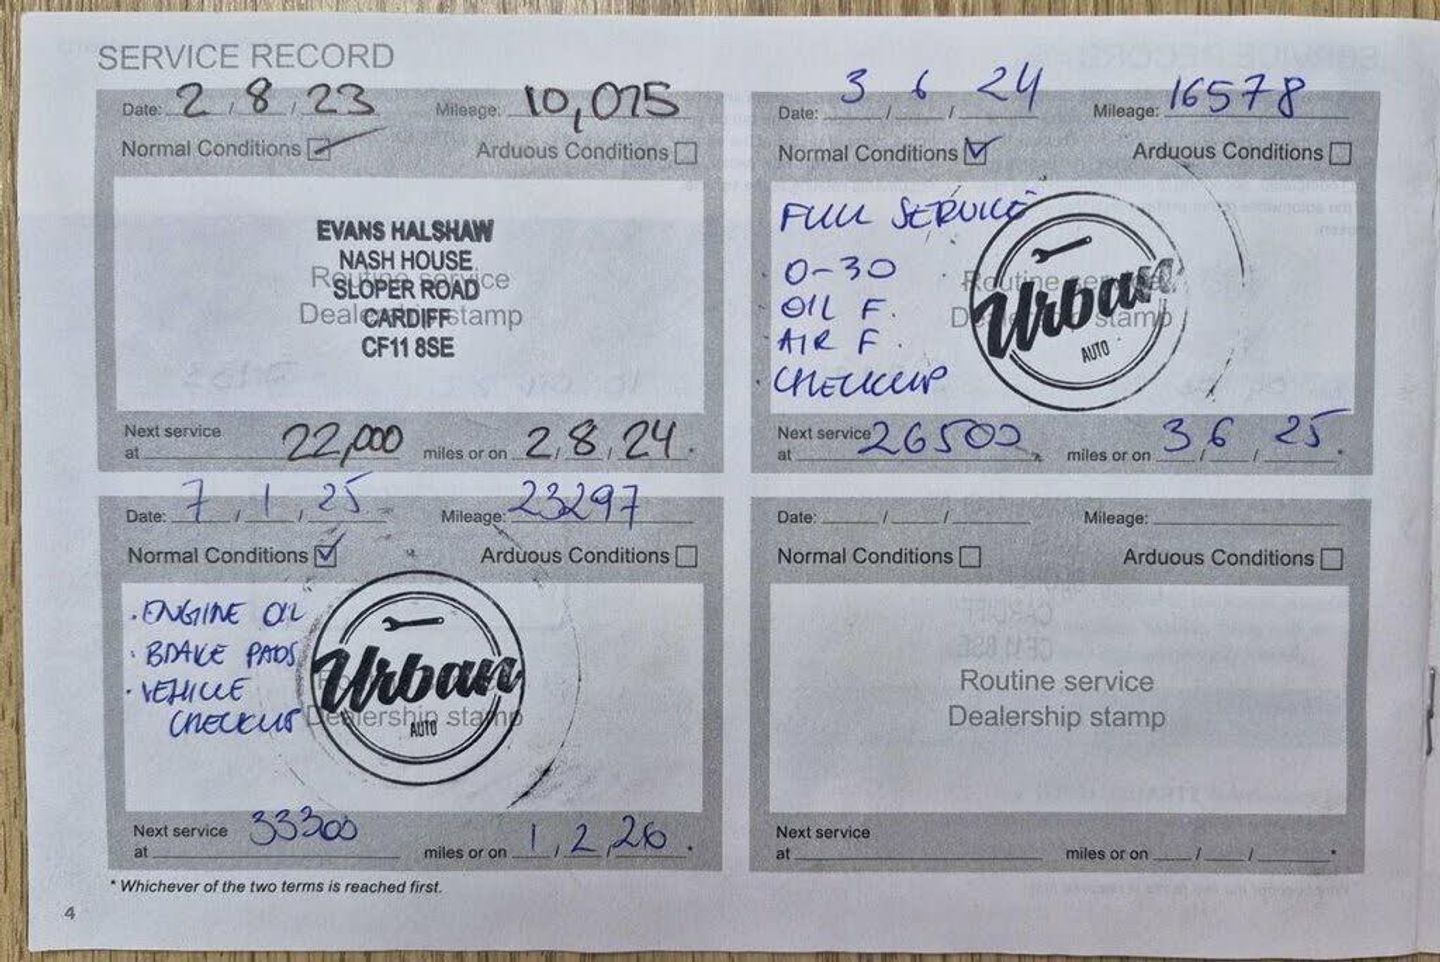 SERVICE RECORD
Date: 2 / 8 / 23 Mileage: 10,075
Normal Conditions Arduous Conditions
EVANS HALSHAW
NASH HOUSE
Routine service
SLOPER ROAD
Dealership stamp
CARDIFF
CF11 8SE
Next service
at 22,000 miles or on 2 / 8 / 24 *
Date: 3 / 6 / 24 Mileage: 16578
Normal Conditions Arduous Conditions
FULL SERVICE
0-30
OIL F.
AIR F.
CHECKUP
Routine service
Dealership stamp
Urban
AUTO
Next service
at 26500 miles or on 3 / 6 / 25 *
Date: 7 / 1 / 25 Mileage: 23297
Normal Conditions Arduous Conditions
· ENGINE OIL
· BRAKE PADS
· VEHICLE
CHECKUP
Urban
AUTO
Dealership stamp
Next service
at 33300 miles or on 1 / 2 / 26 *
Date: / / Mileage:
Normal Conditions Arduous Conditions
Routine service
Dealership stamp
Next service
at miles or on / / *
* Whichever of the two terms is reached first.
4